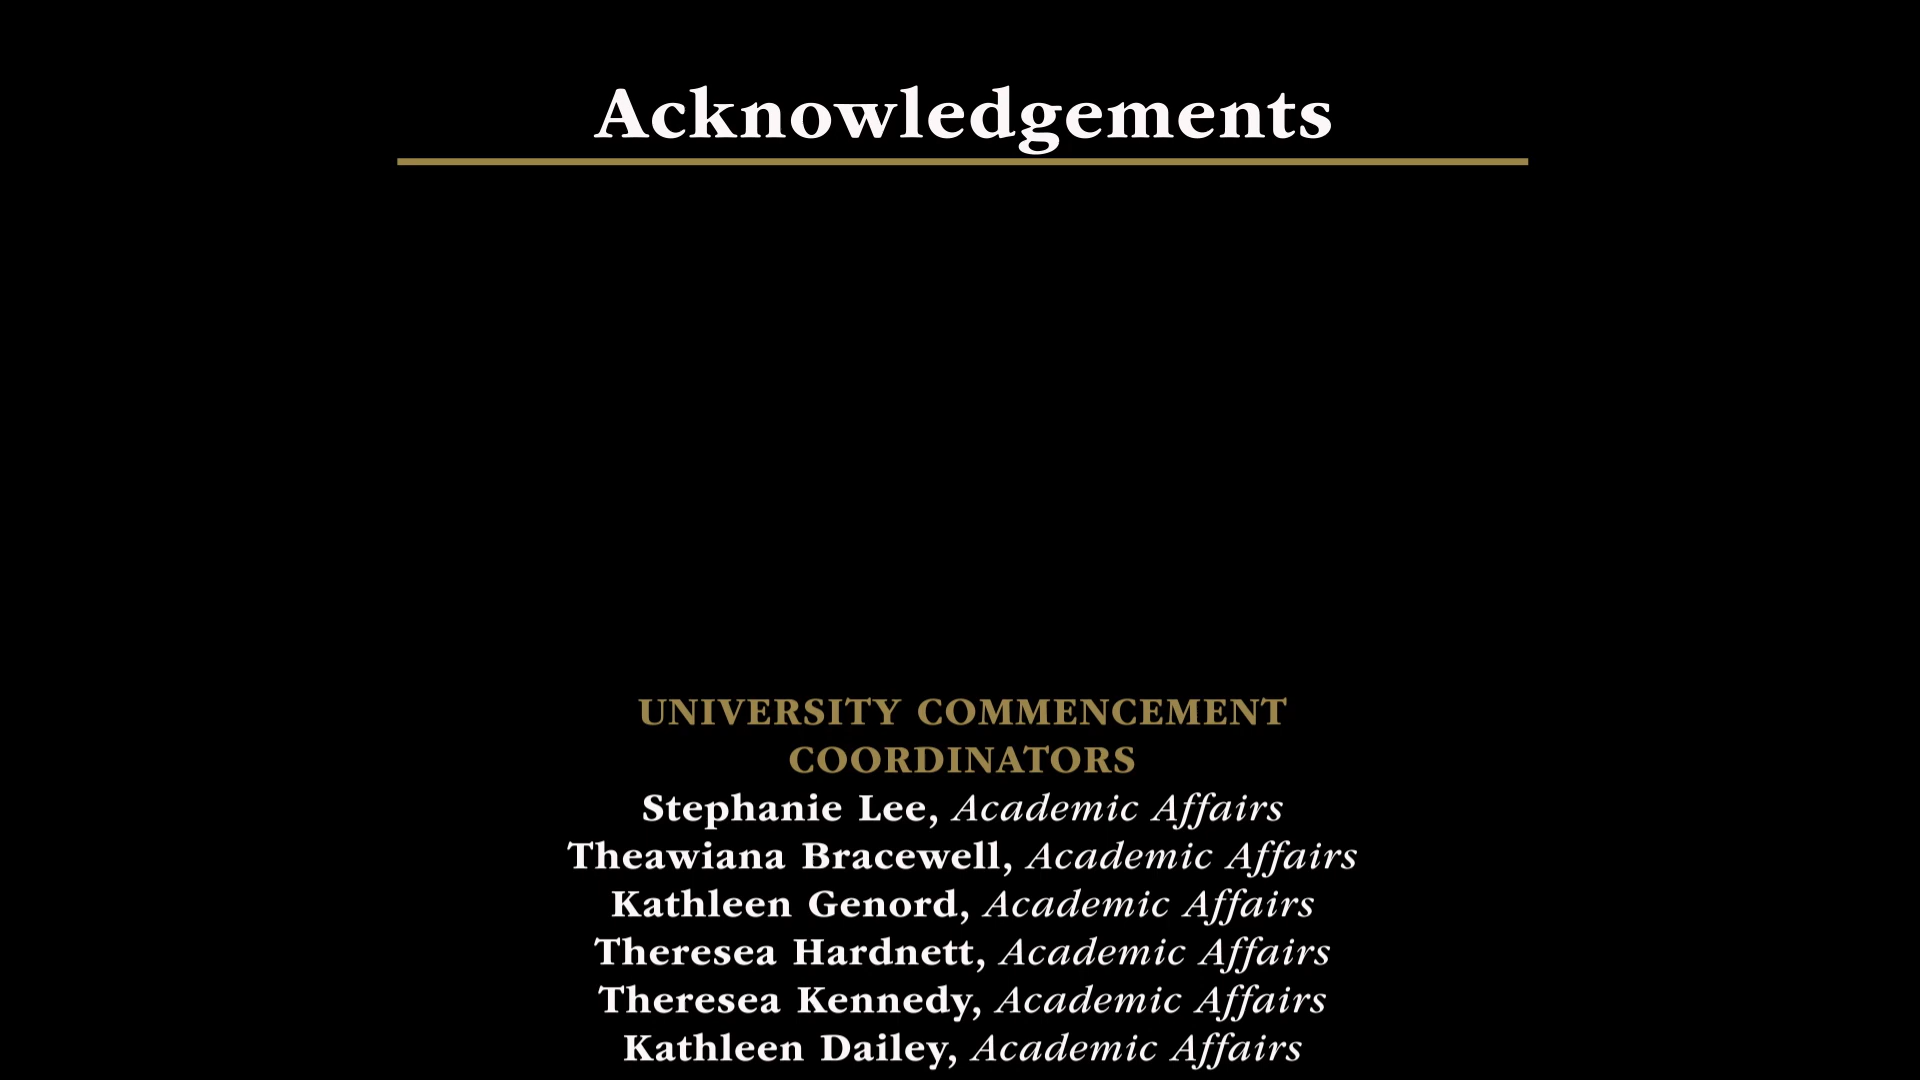 Acknowledgements
UNIVERSITY COMMENCEMENT
COORDINATORS
Stephanie Lee, Academic Affairs
Theawiana Bracewell, Academic Affairs
Kathleen Genord, Academic Affairs
Theresea Hardnett, Academic Affairs
Theresea Kennedy, Academic Affairs
Kathleen Dailey, Academic Affairs